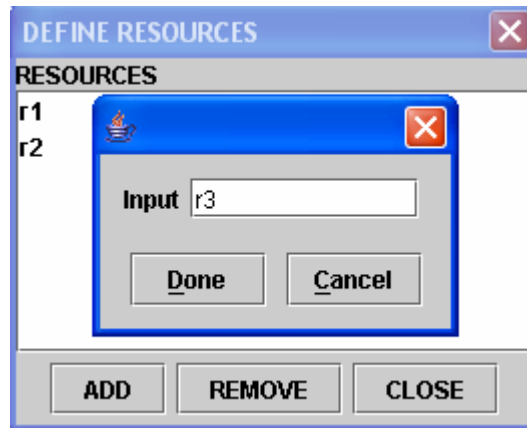 DEFINE RESOURCES
RESOURCES
r1
r2
Input r3
Done Cancel
ADD REMOVE CLOSE